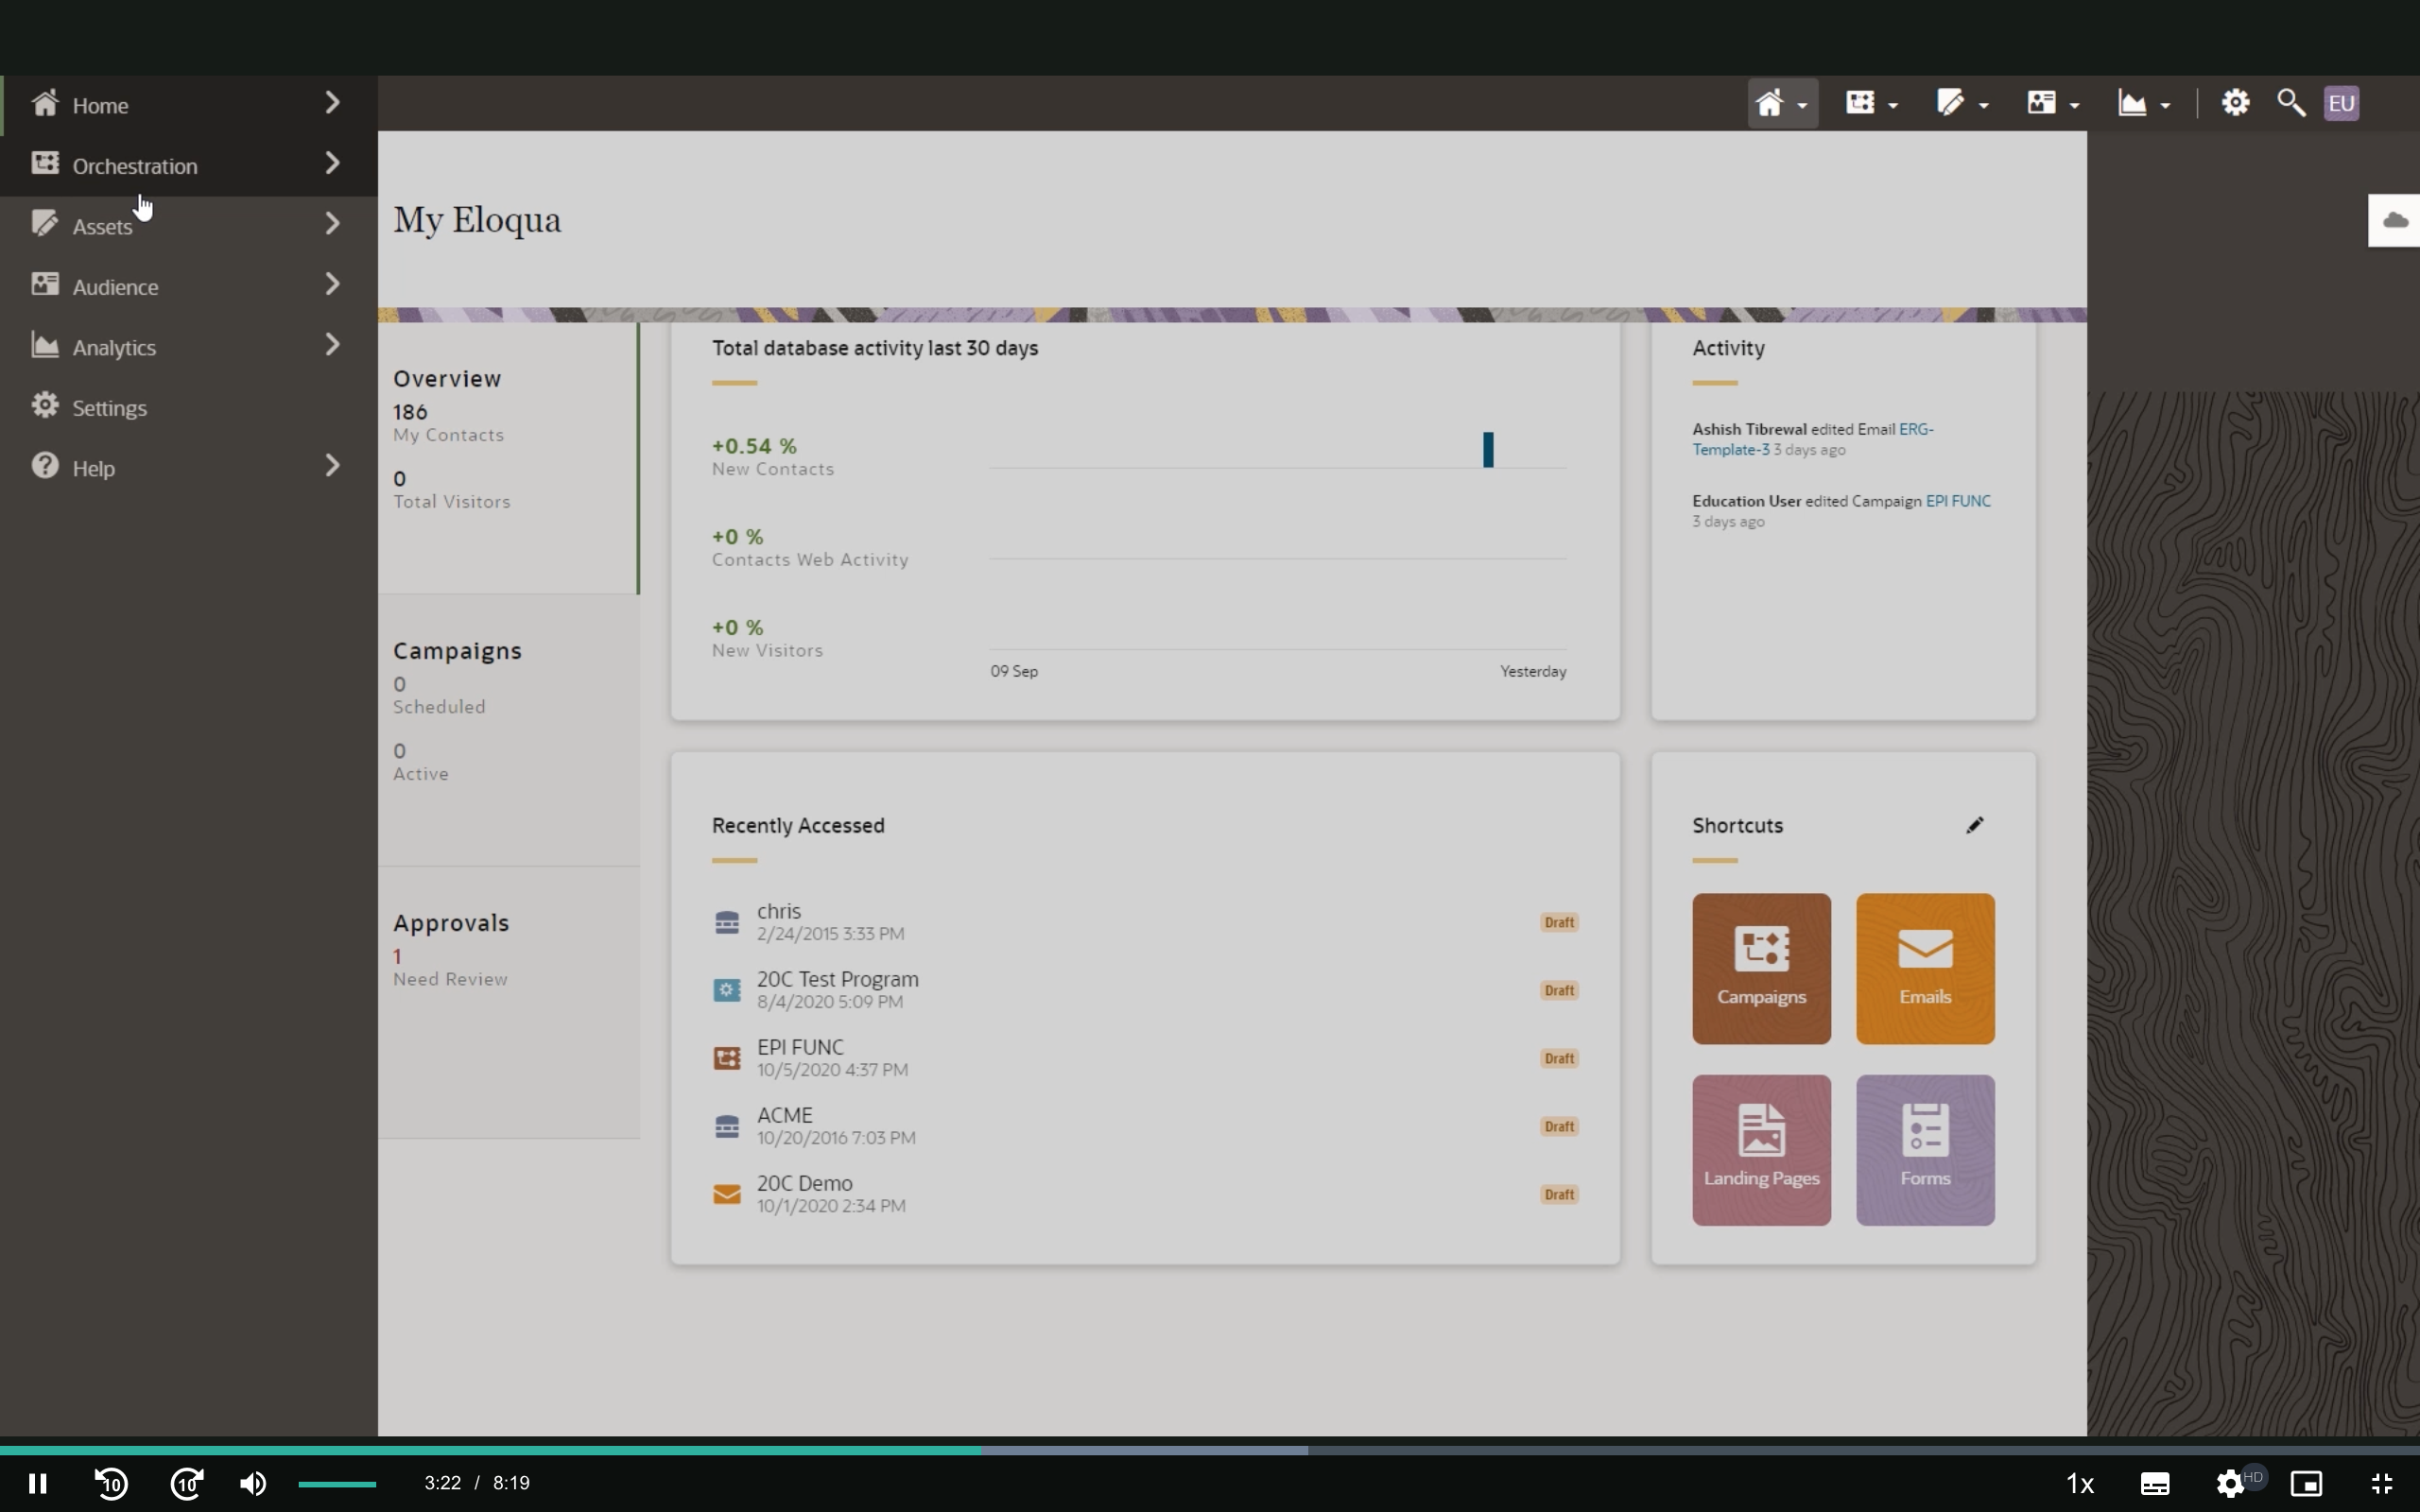 Home
Orchestration
Assets
Audience
Analytics
Settings
Help
EU
My Eloqua
Overview
186
My Contacts
0
Total Visitors
Campaigns
0
Scheduled
0
Active
Approvals
1
Need Review
Total database activity last 30 days
+0.54 %
New Contacts
+0 %
Contacts Web Activity
+0 %
New Visitors
09 Sep
Yesterday
Activity
Ashish Tibrewal edited Email ERG-
Template-3 3 days ago
Education User edited Campaign EPI FUNC
3 days ago
Recently Accessed
chris
2/24/2015 3:33 PM
Draft
20C Test Program
8/4/2020 5:09 PM
Draft
EPI FUNC
10/5/2020 4:37 PM
Draft
ACME
10/20/2016 7:03 PM
Draft
20C Demo
10/1/2020 2:34 PM
Draft
Shortcuts
Campaigns
Emails
Landing Pages
Forms
10
10
3:22 / 8:19
1x
HD